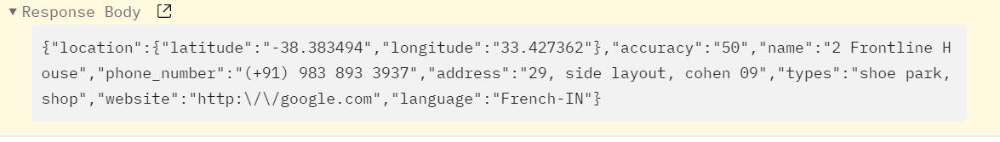 Response Body
{"location":{"latitude":"-38.383494","longitude":"33.427362"},"accuracy":"50","name":"2 Frontline H
ouse","phone_number":"(+91) 983 893 3937","address":"29, side layout, cohen 09","types":"shoe park,
shop","website":"http:\/\/google.com","language":"French-IN"}